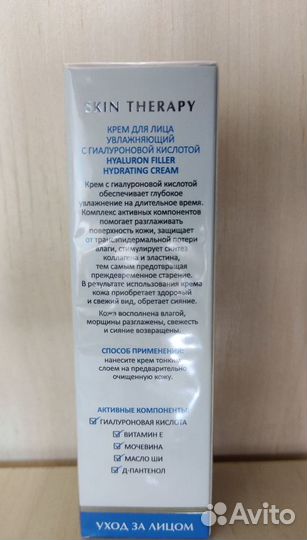 SKIN THERAPY
КРЕМ ДЛЯ ЛИЦА
УВЛАЖНЯЮЩИЙ
С ГИАЛУРОНОВОЙ КИСЛОТОЙ
HYALURON FILLER
HYDRATING CREAM
Крем с гиалуроновой кислотой
обеспечивает глубокое
увлажнение на длительное время.
Комплекс активных компонентов
помогает разглаживать
поверхность кожи, защищает
от трансэпидермальной потери
влаги, стимулирует синтез
коллагена и эластина,
тем самым предотвращая
преждевременное старение.
В результате использования крема
кожа приобретает здоровый
и свежий вид, обретает сияние.
Кожа восполнена влагой,
морщины разглажены, свежесть
и сияние возвращены.
СПОСОБ ПРИМЕНЕНИЯ:
нанесите крем тонким
слоем на предварительно
очищенную кожу.
АКТИВНЫЕ КОМПОНЕНТЫ:
ГИАЛУРОНОВАЯ КИСЛОТА
ВИТАМИН Е
МОЧЕВИНА
МАСЛО ШИ
Д-ПАНТЕНОЛ
УХОД ЗА ЛИЦОМ
Avito